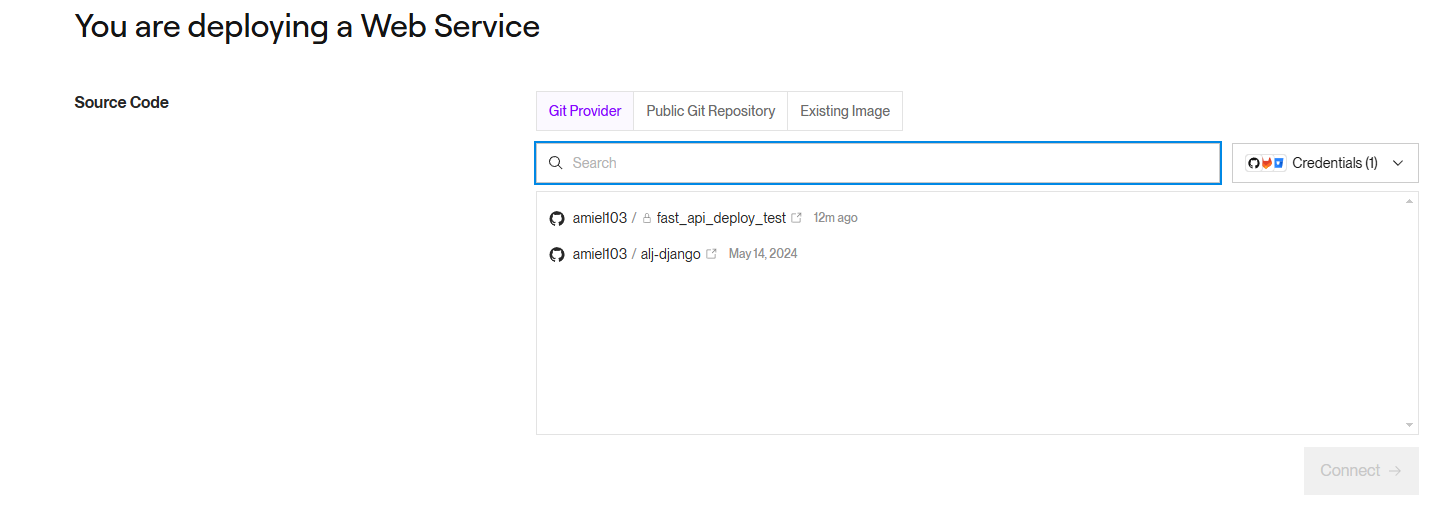 You are deploying a Web Service
Source Code
Git Provider Public Git Repository Existing Image
Search Credentials (1)
amiel103 / fast_api_deploy_test 12m ago
amiel103 / alj-django May 14, 2024
Connect →